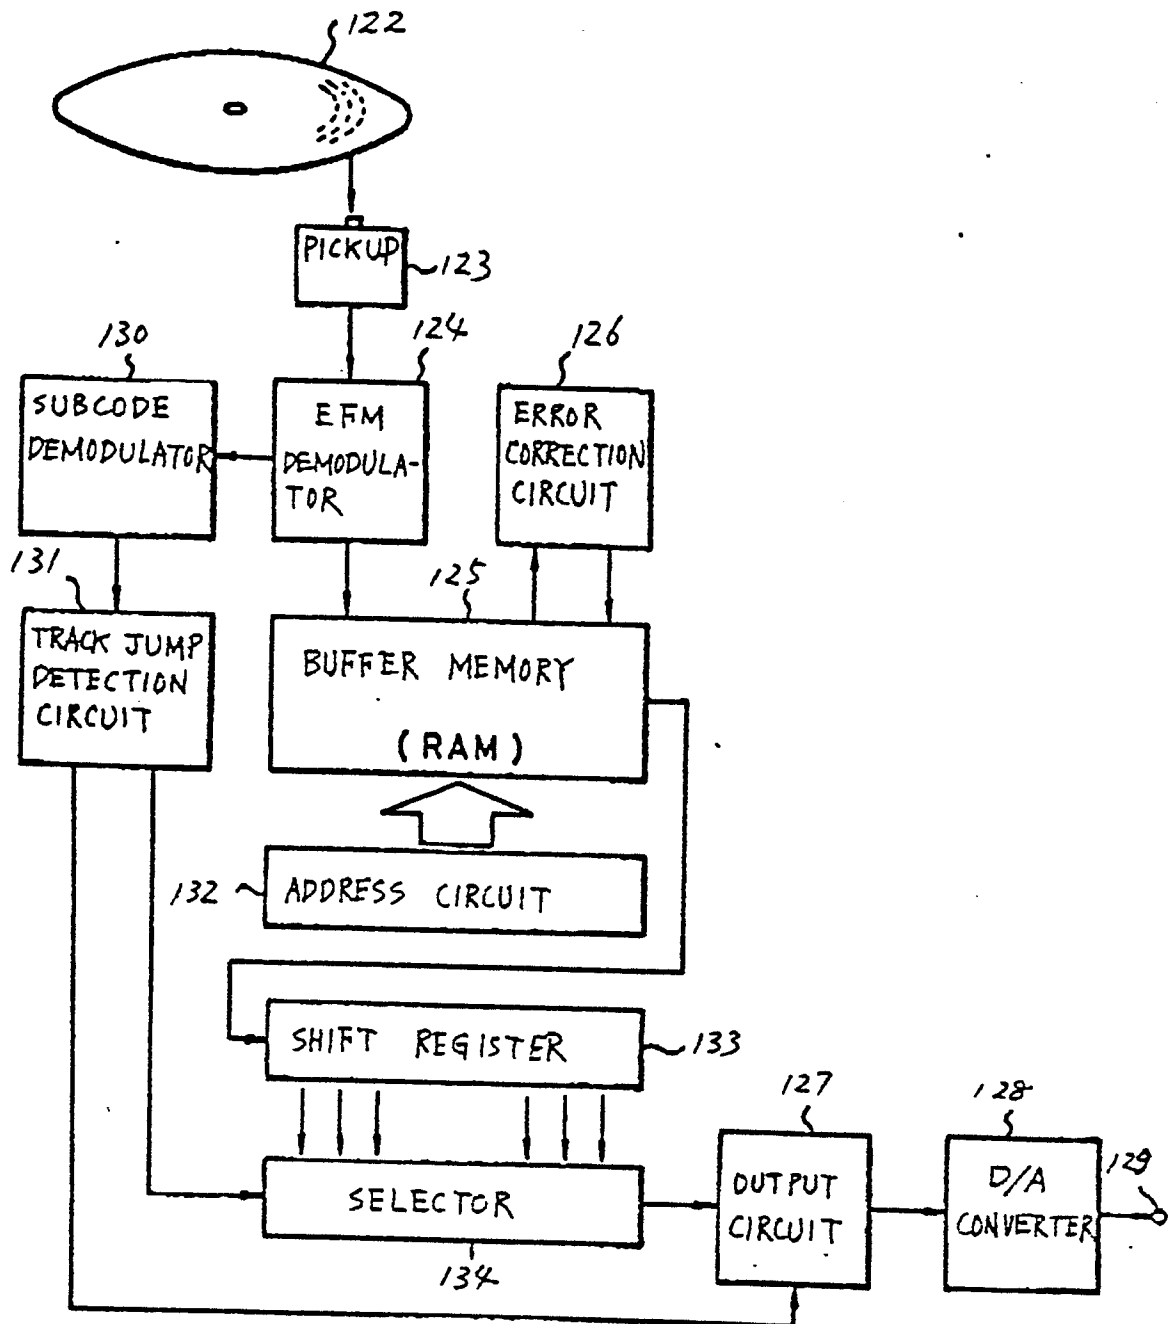 122
PICKUP
123
130
124
126
SUBCODE
DEMODULATOR
EFM
DEMODULA-
TOR
ERROR
CORRECTION
CIRCUIT
131
125
TRACK JUMP
DETECTION
CIRCUIT
BUFFER MEMORY
(RAM)
132
ADDRESS CIRCUIT
SHIFT REGISTER
133
127
128
129
SELECTOR
134
OUTPUT
CIRCUIT
D/A
CONVERTER